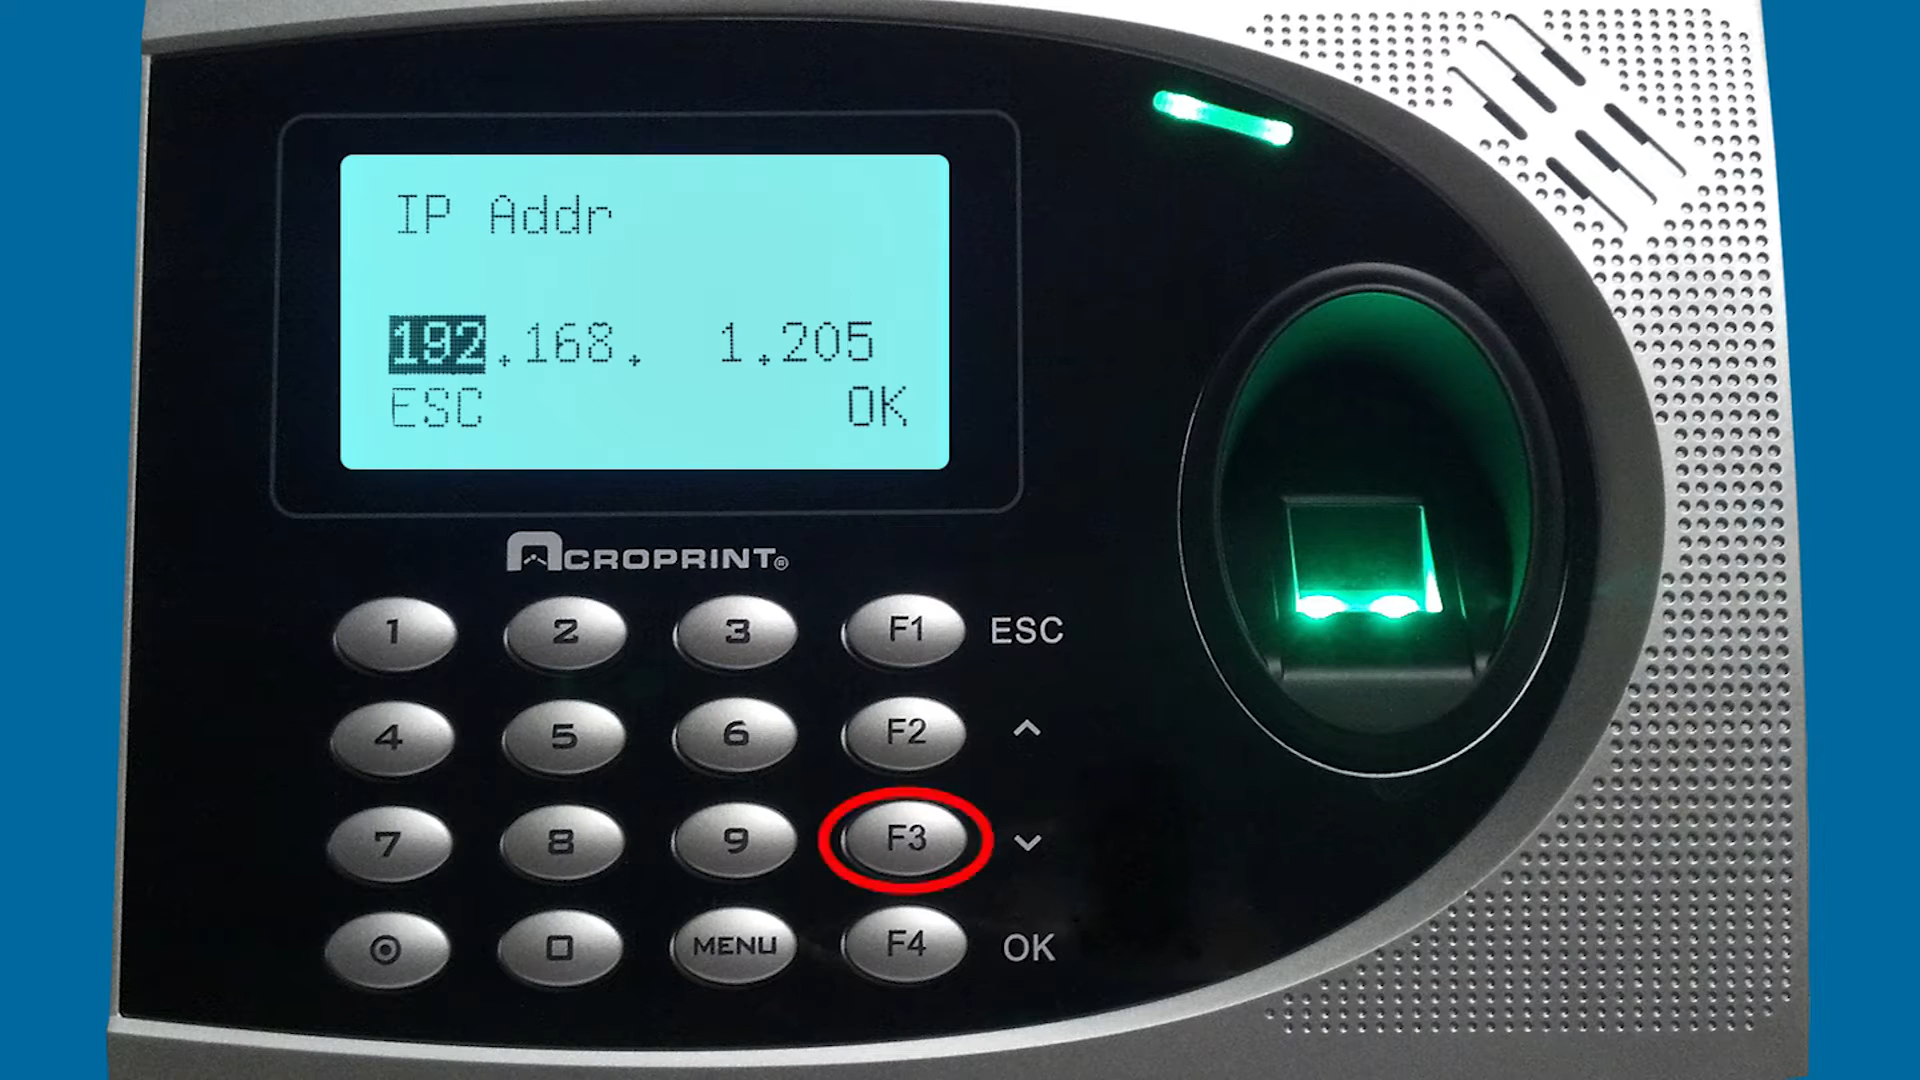 IP Addr
192.168. 1.205
ESC OK
ACROPRINT®
1 2 3 F1 ESC
4 5 6 F2
7 8 9 F3
MENU F4 OK